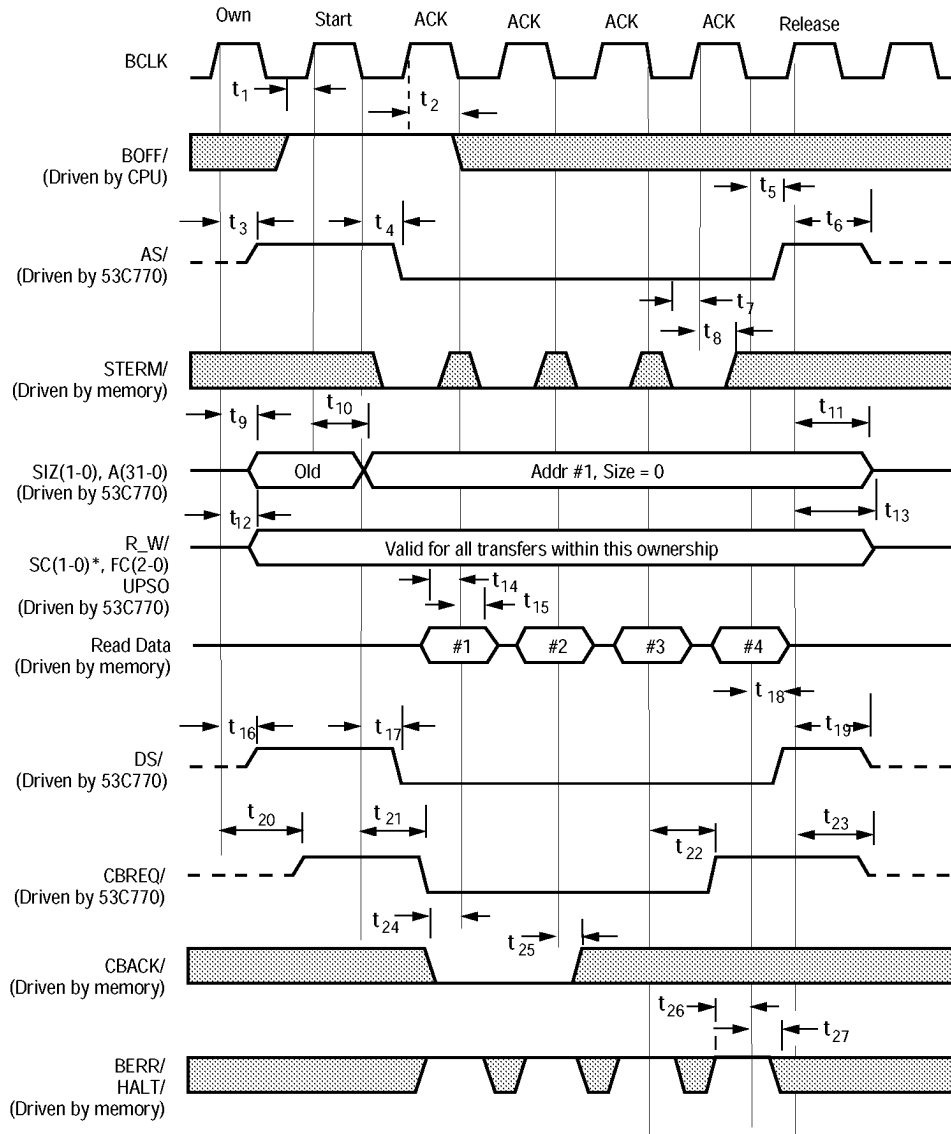 Own Start ACK ACK ACK ACK Release
BCLK
t1 t2
BOFF/
(Driven by CPU)
t5
t3 t4 t6
AS/
(Driven by 53C770)
t7
t8
STERM/
(Driven by memory)
t9 t10 t11
SIZ(1-0), A(31-0) Old Addr #1, Size = 0
(Driven by 53C770)
t12 t13
R_W/ Valid for all transfers within this ownership
SC(1-0)*, FC(2-0)
UPSO
(Driven by 53C770)
t14
t15
Read Data #1 #2 #3 #4
(Driven by memory)
t18
t16 t17 t19
DS/
(Driven by 53C770)
t20 t21 t22 t23
CBREQ/
(Driven by 53C770)
t24 t25
CBACK/
(Driven by memory)
t26 t27
BERR/
HALT/
(Driven by memory)